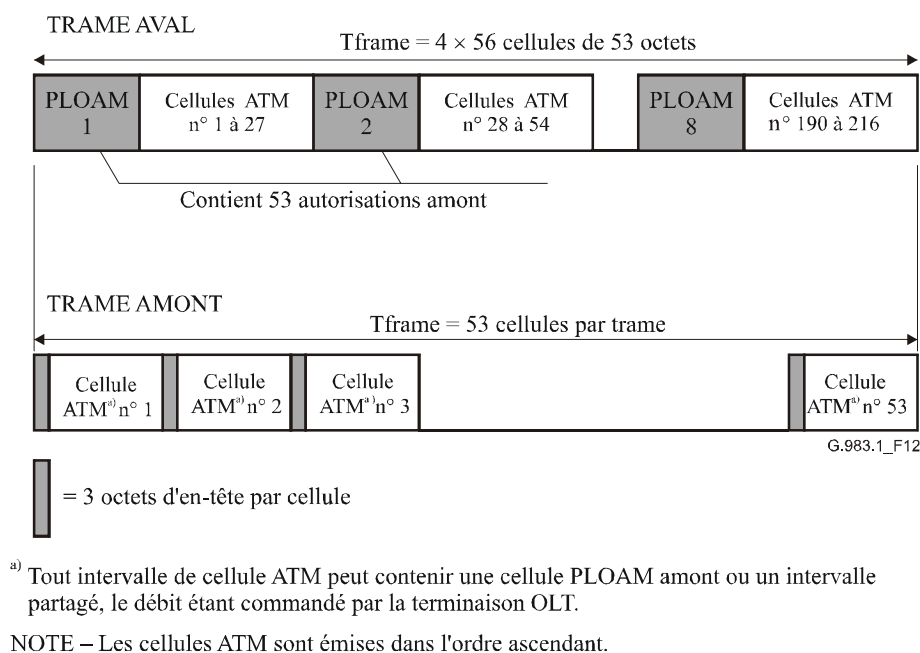 TRAME AVAL
Tframe = 4 × 56 cellules de 53 octets
PLOAM
1
Cellules ATM
n° 1 à 27
PLOAM
2
Cellules ATM
n° 28 à 54
PLOAM
8
Cellules ATM
n° 190 à 216
Contient 53 autorisations amont
TRAME AMONT
Tframe = 53 cellules par trame
Cellule
ATM a) n° 1
Cellule
ATM a) n° 2
Cellule
ATM a) n° 3
Cellule
ATM a) n° 53
G.983.1_F12
= 3 octets d'en-tête par cellule
a) Tout intervalle de cellule ATM peut contenir une cellule PLOAM amont ou un intervalle
partagé, le débit étant commandé par la terminaison OLT.
NOTE – Les cellules ATM sont émises dans l'ordre ascendant.